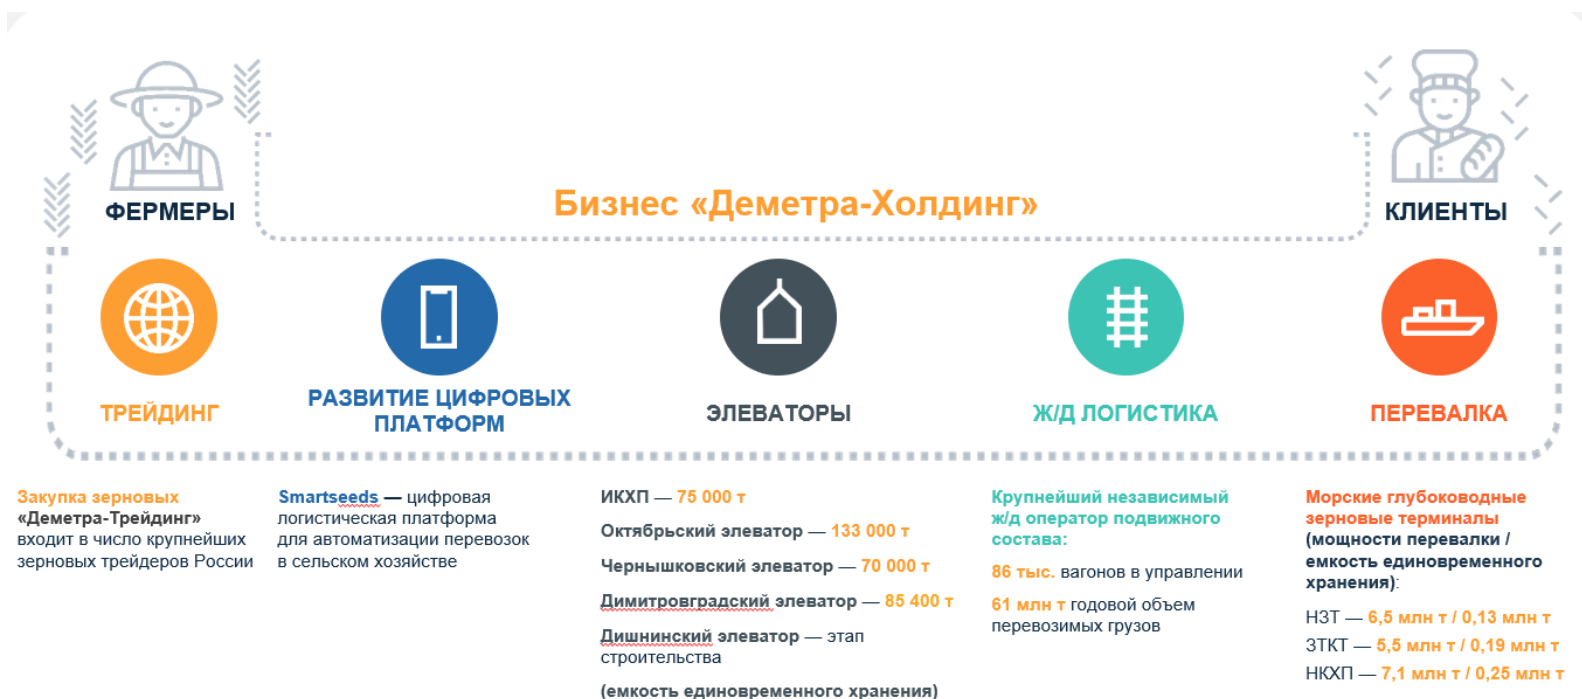 ФЕРМЕРЫ
Бизнес «Деметра-Холдинг»
КЛИЕНТЫ
ТРЕЙДИНГ
РАЗВИТИЕ ЦИФРОВЫХ
ПЛАТФОРМ
ЭЛЕВАТОРЫ
Ж/Д ЛОГИСТИКА
ПЕРЕВАЛКА
Закупка зерновых
«Деметра-Трейдинг»
входит в число крупнейших
зерновых трейдеров России
Smartseeds — цифровая
логистическая платформа
для автоматизации перевозок
в сельском хозяйстве
ИКХП — 75 000 т
Октябрьский элеватор — 133 000 т
Чернышковский элеватор — 70 000 т
Димитровградский элеватор — 85 400 т
Дишнинский элеватор — этап
строительства
(емкость единовременного хранения)
Крупнейший независимый
ж/д оператор подвижного
состава:
86 тыс. вагонов в управлении
61 млн т годовой объем
перевозимых грузов
Морские глубоководные
зерновые терминалы
(мощности перевалки /
емкость единовременного
хранения):
НЗТ — 6,5 млн т / 0,13 млн т
ЗТКТ — 5,5 млн т / 0,19 млн т
НКХП — 7,1 млн т / 0,25 млн т